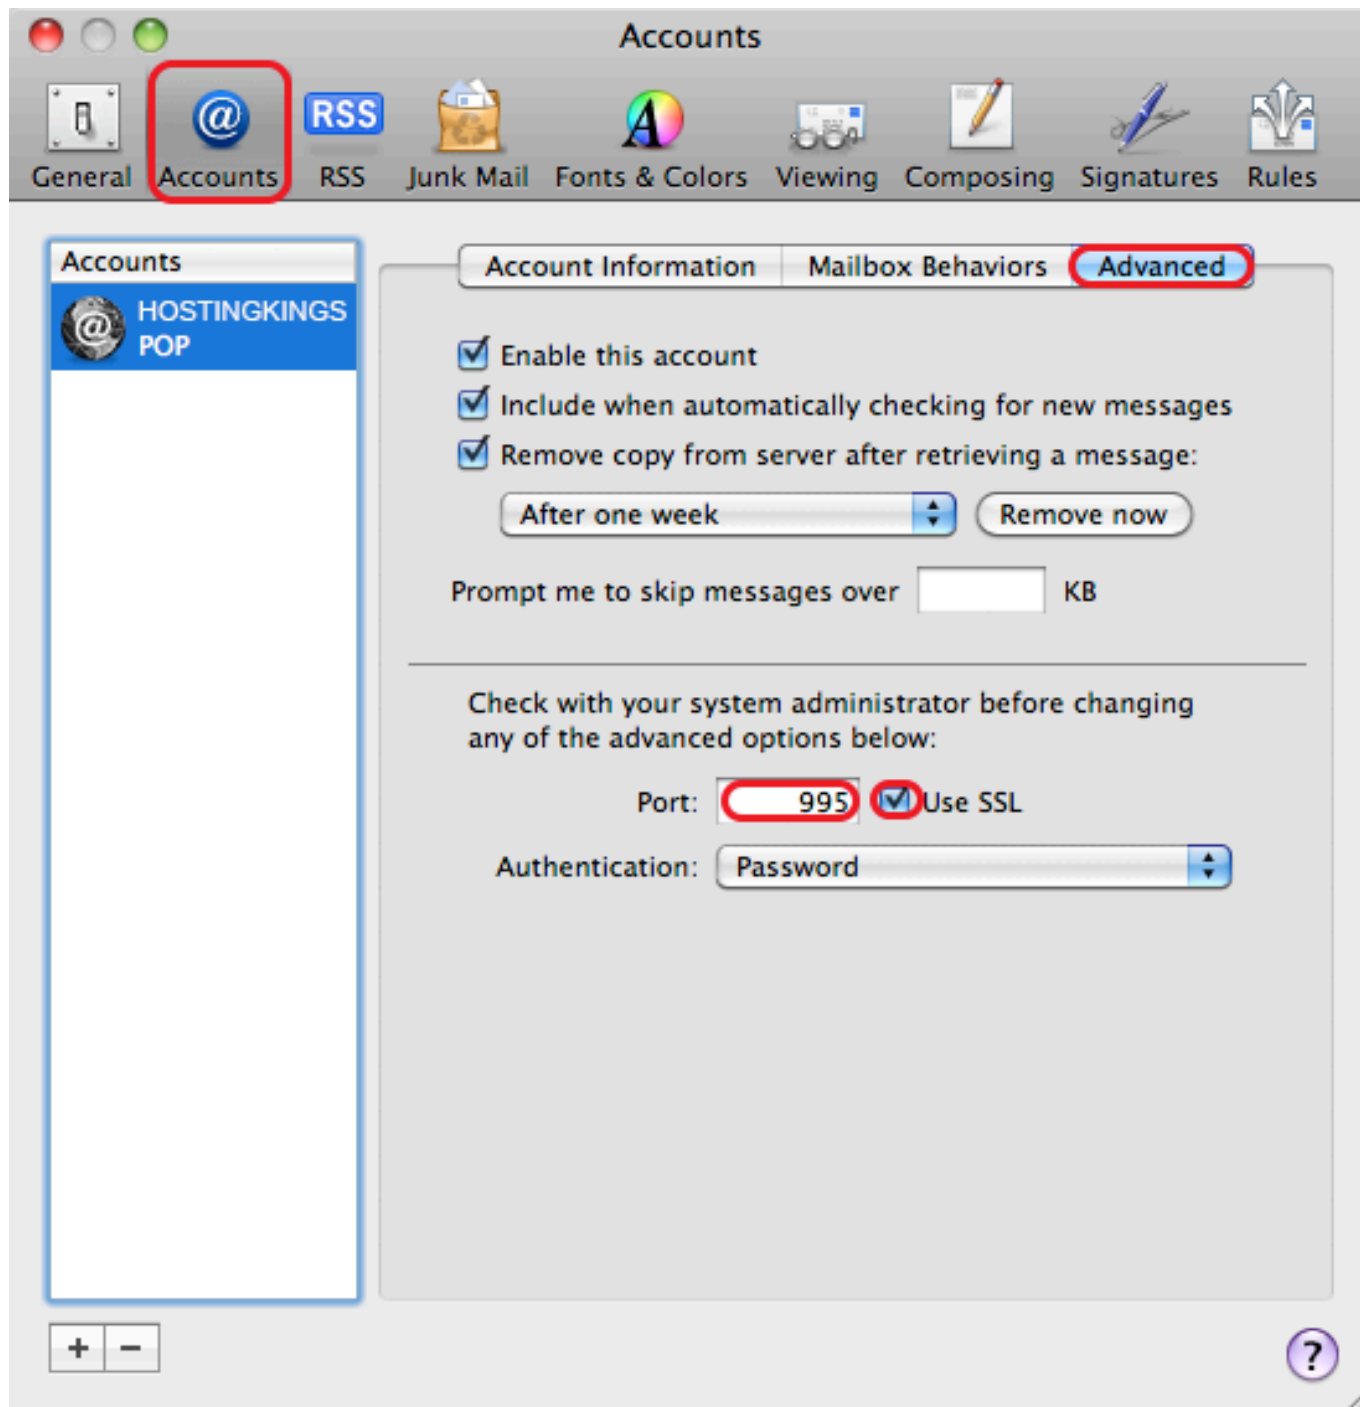 Accounts
General Accounts RSS Junk Mail Fonts & Colors Viewing Composing Signatures Rules
Accounts
HOSTINGKINGS
POP
Account Information Mailbox Behaviors Advanced
Enable this account
Include when automatically checking for new messages
Remove copy from server after retrieving a message:
After one week Remove now
Prompt me to skip messages over KB
Check with your system administrator before changing
any of the advanced options below:
Port: 995 Use SSL
Authentication: Password